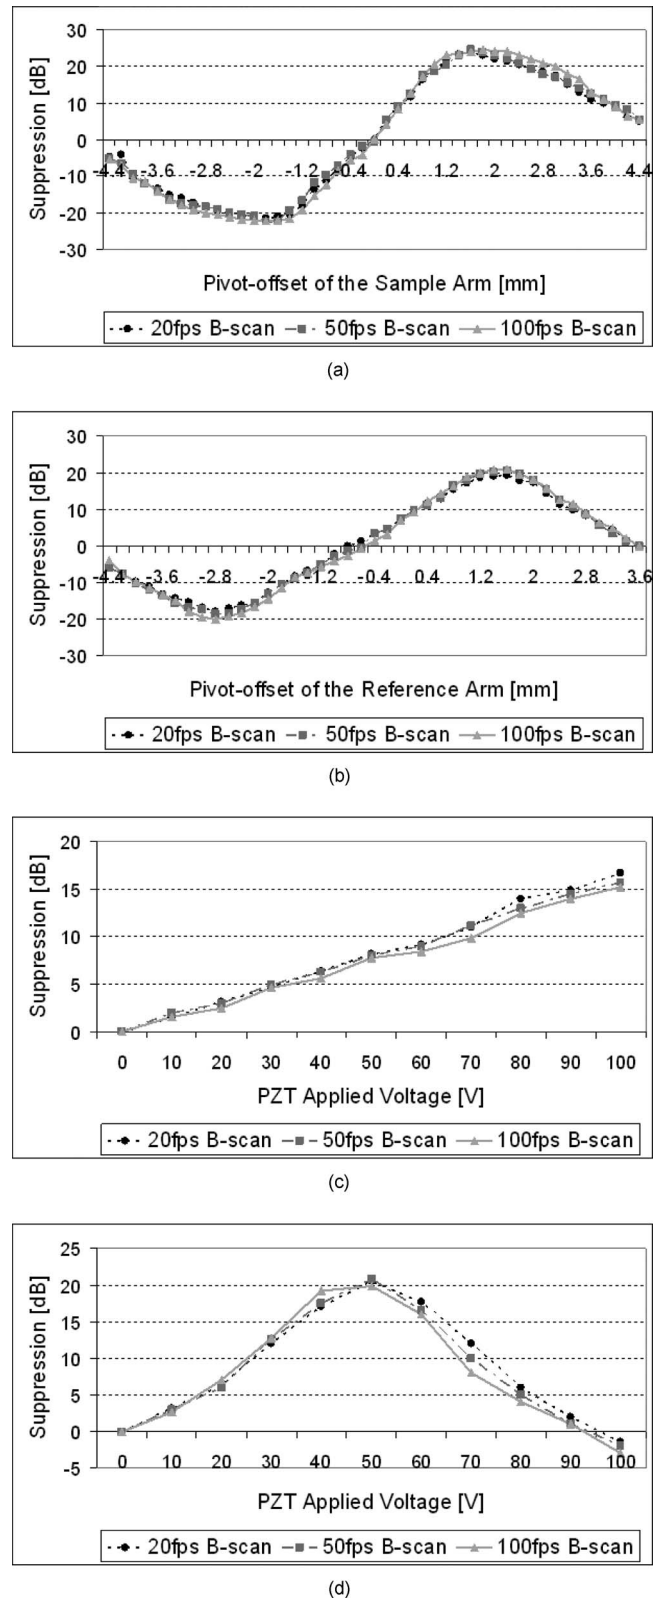 30
20
10
0
-10
-20
-30
Suppression [dB]
-4.4 -3.6 -2.8 -2 -1.2 -0.4 0.4 1.2 2 2.8 3.6 4.4
Pivot-offset of the Sample Arm [mm]
20fps B-scan 50fps B-scan 100fps B-scan
(a)
30
20
10
0
-10
-20
-30
Suppression [dB]
-4.4 -3.6 -2.8 -2 -1.2 -0.4 0.4 1.2 2 2.8 3.6
Pivot-offset of the Reference Arm [mm]
20fps B-scan 50fps B-scan 100fps B-scan
(b)
20
15
10
5
0
Suppression [dB]
0 10 20 30 40 50 60 70 80 90 100
PZT Applied Voltage [V]
20fps B-scan 50fps B-scan 100fps B-scan
(c)
25
20
15
10
5
0
-5
Suppression [dB]
0 10 20 30 40 50 60 70 80 90 100
PZT Applied Voltage [V]
20fps B-scan 50fps B-scan 100fps B-scan
(d)